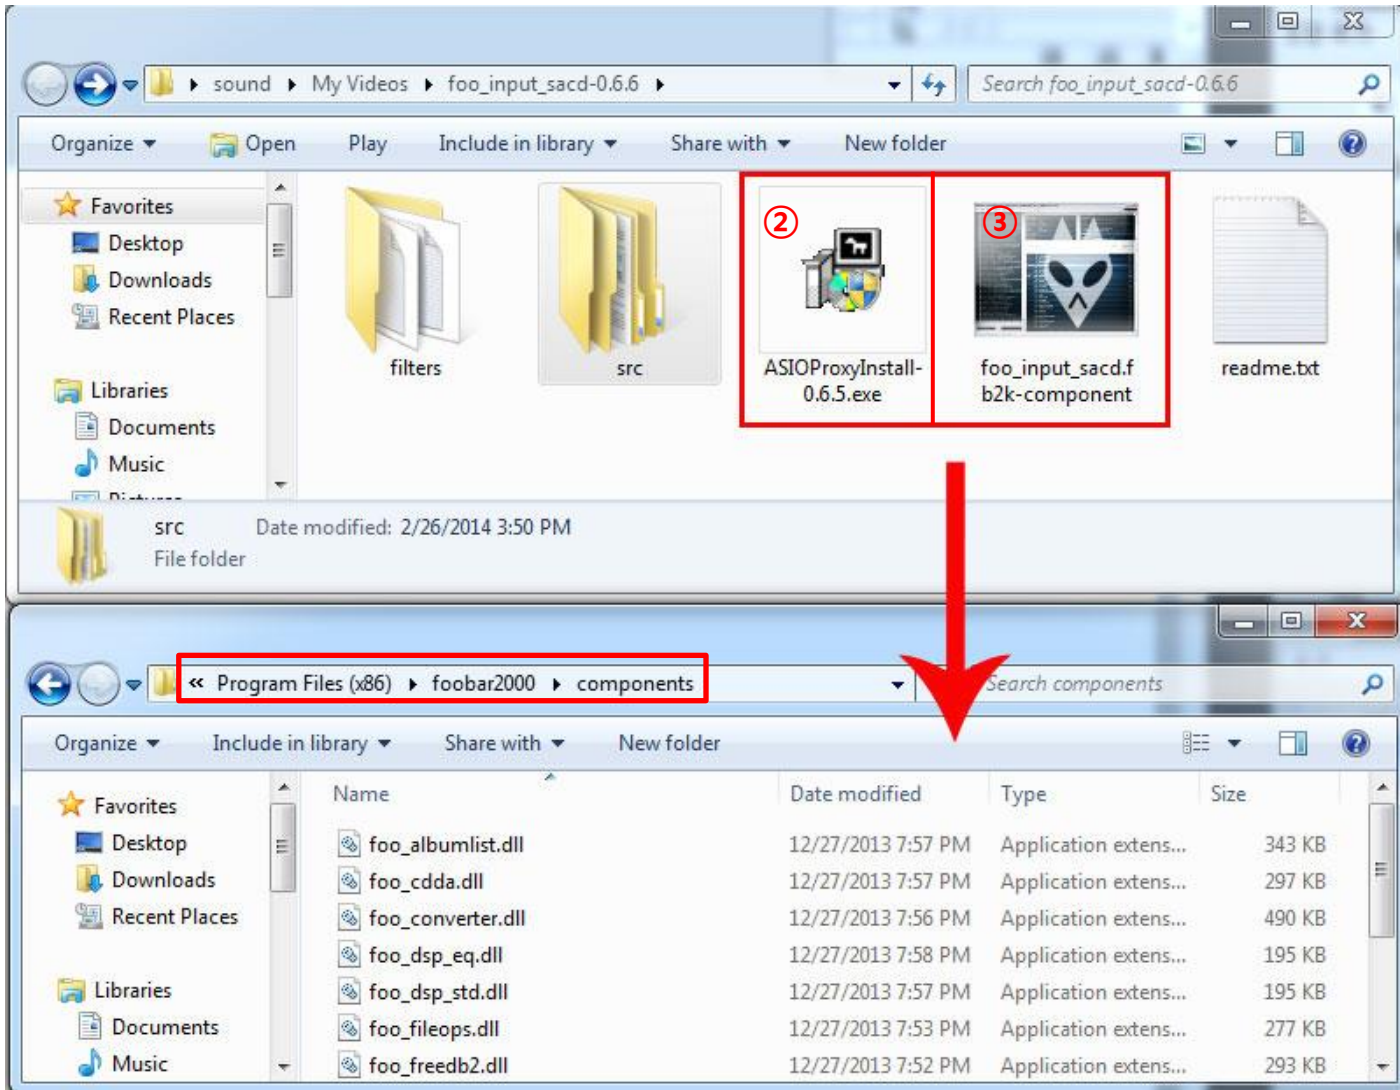 sound My Videos foo_input_sacd-0.6.6 Search foo_input_sacd-0.6.6
Organize Open Play Include in library Share with New folder
Favorites
Desktop
Downloads
Recent Places
Libraries
Documents
Music
Pictures
filters
src
②
ASIOProxyInstall-
0.6.5.exe
③
foo_input_sacd.f
b2k-component
readme.txt
src Date modified: 2/26/2014 3:50 PM
File folder
« Program Files (x86) foobar2000 components Search components
Organize Include in library Share with New folder
Favorites
Desktop
Downloads
Recent Places
Libraries
Documents
Music
Name Date modified Type Size
foo_albumlist.dll 12/27/2013 7:57 PM Application extens... 343 KB
foo_cdda.dll 12/27/2013 7:57 PM Application extens... 297 KB
foo_converter.dll 12/27/2013 7:56 PM Application extens... 490 KB
foo_dsp_eq.dll 12/27/2013 7:58 PM Application extens... 195 KB
foo_dsp_std.dll 12/27/2013 7:57 PM Application extens... 195 KB
foo_fileops.dll 12/27/2013 7:53 PM Application extens... 277 KB
foo_freedb2.dll 12/27/2013 7:52 PM Application extens... 293 KB